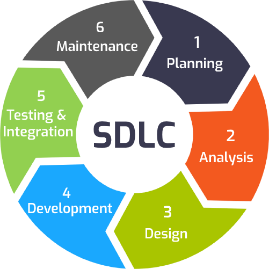 1
Planning
2
Analysis
3
Design
4
Development
5
Testing &
Integration
6
Maintenance
SDLC